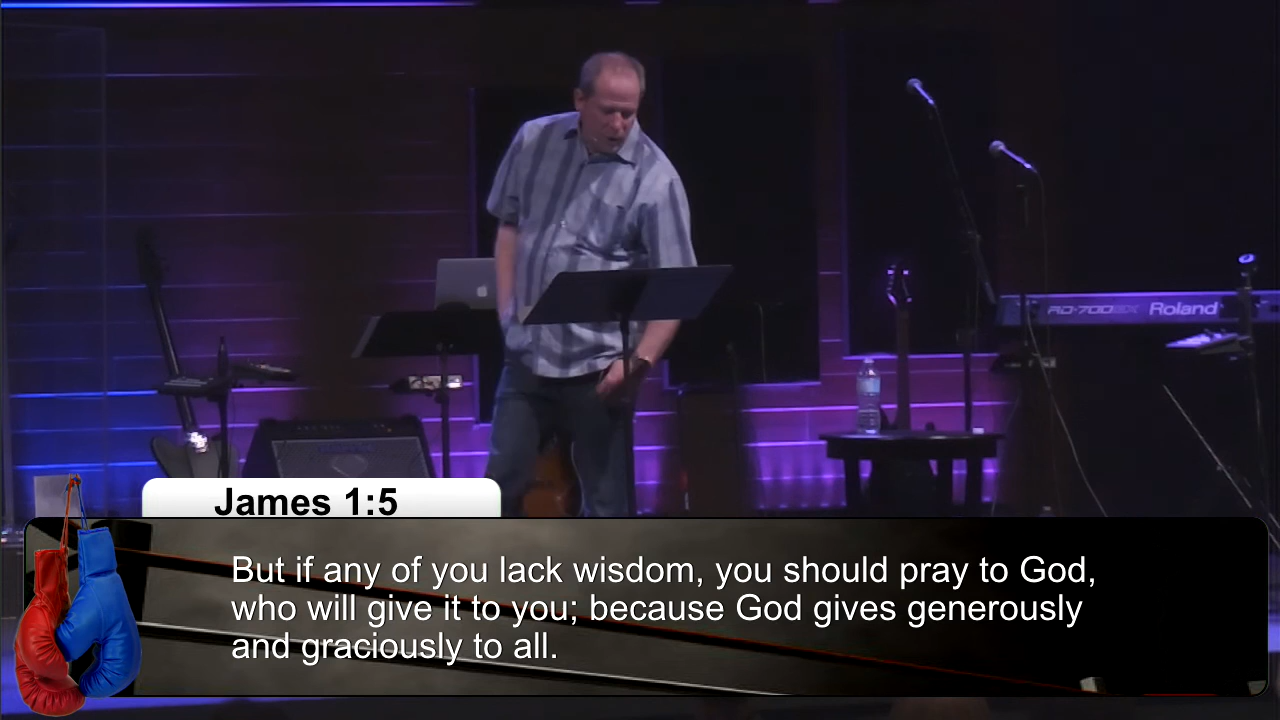 RD-700SX Roland
James 1:5
But if any of you lack wisdom, you should pray to God,
who will give it to you; because God gives generously
and graciously to all.